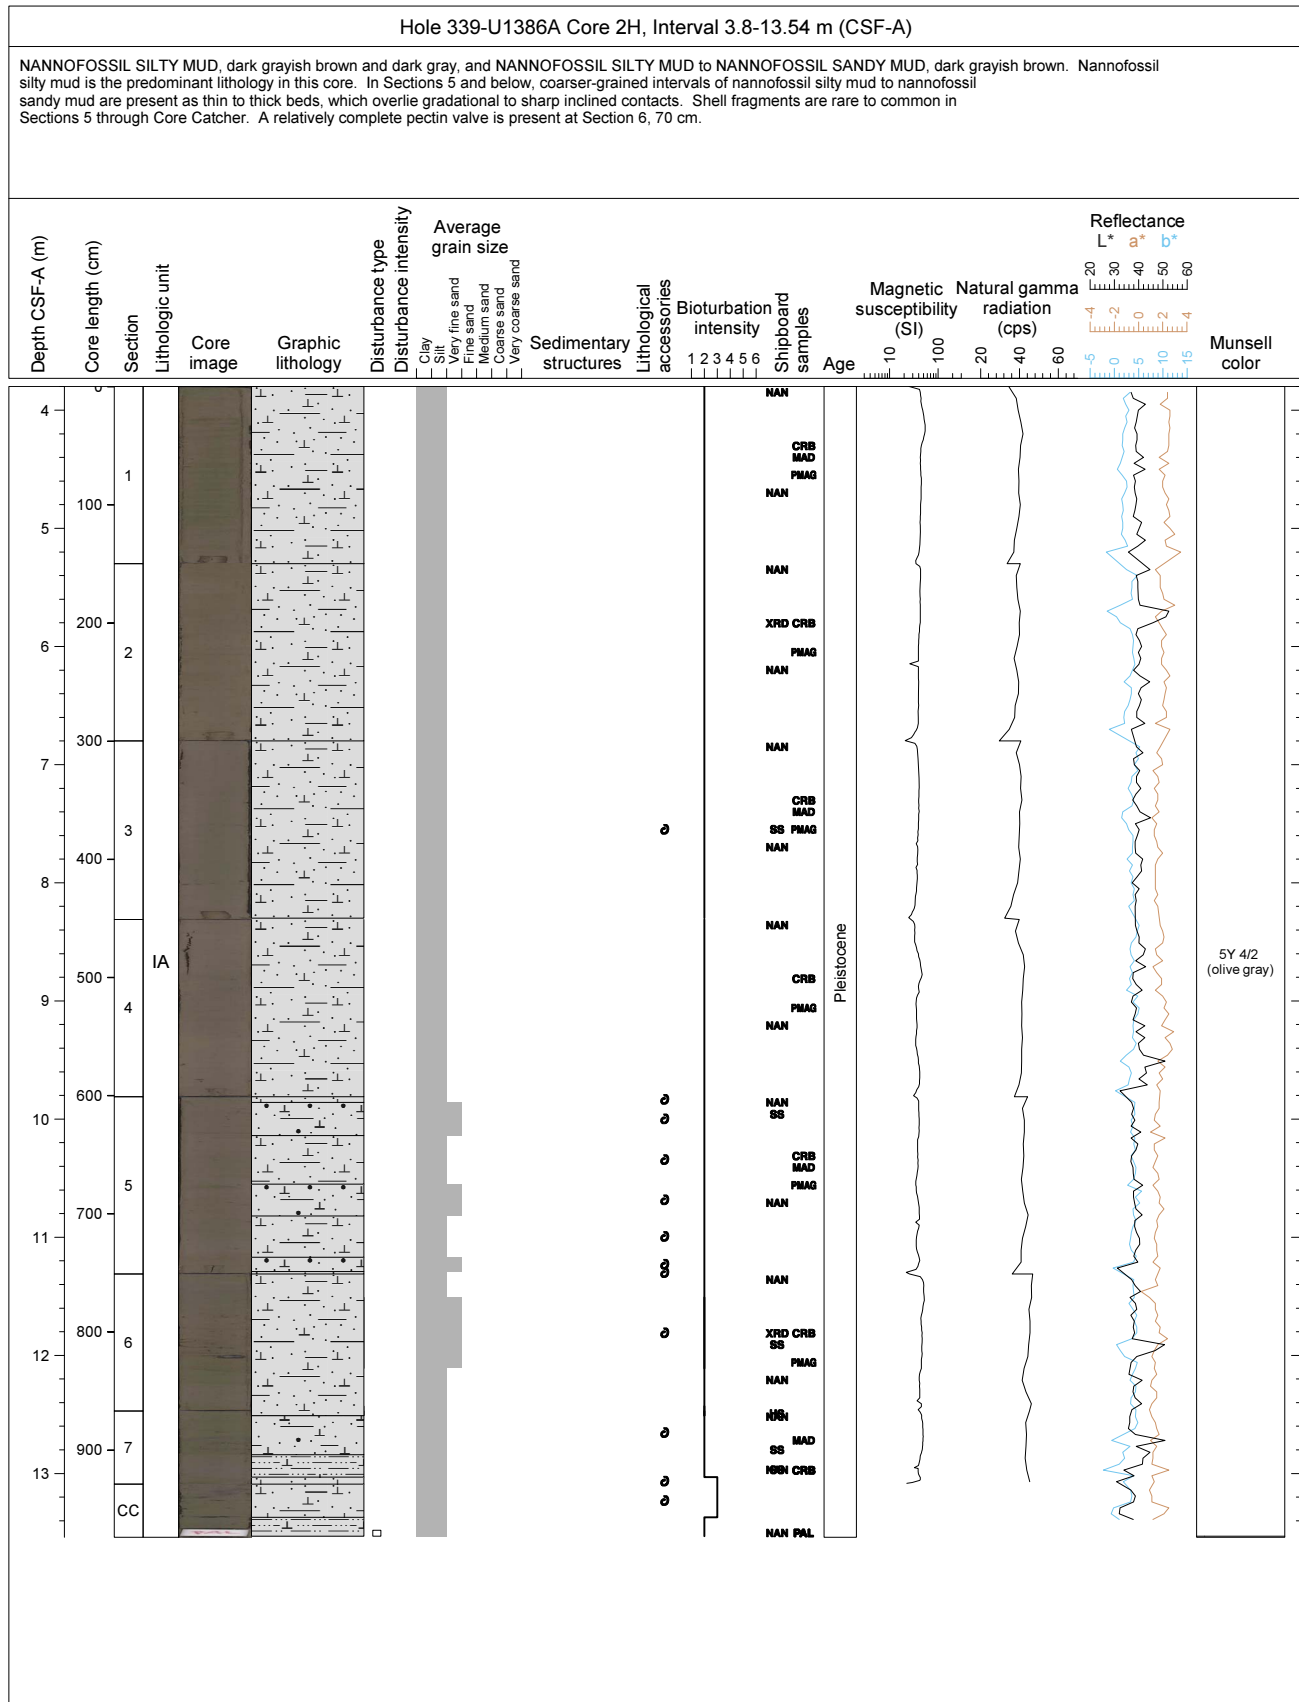 Hole 339-U1386A Core 2H, Interval 3.8-13.54 m (CSF-A)
NANNOFOSSIL SILTY MUD, dark grayish brown and dark gray, and NANNOFOSSIL SILTY MUD to NANNOFOSSIL SANDY MUD, dark grayish brown. Nannofossil
silty mud is the predominant lithology in this core. In Sections 5 and below, coarser-grained intervals of nannofossil silty mud to nannofossil
sandy mud are present as thin to thick beds, which overlie gradational to sharp inclined contacts. Shell fragments are rare to common in
Sections 5 through Core Catcher. A relatively complete pectin valve is present at Section 6, 70 cm.
Depth CSF-A (m)
Core length (cm)
Section
Lithologic unit
Core
image
Graphic
lithology
Disturbance type
Disturbance intensity
Average
grain size
Clay
Silt
Very fine sand
Fine sand
Medium sand
Coarse sand
Very coarse sand
Sedimentary
structures
Lithological
accessories
Bioturbation
intensity
1 2 3 4 5 6
Shipboard
samples
Age
Magnetic
susceptibility
(SI)
10 100
Natural gamma
radiation
(cps)
20 40 60
Reflectance
L* a* b*
20 30 40 50 60
-4 -2 0 2 4
-5 0 5 10 15
Munsell
color
4
5
6
7
8
9
10
11
12
13
0
100
200
300
400
500
600
700
800
900
1
2
3
4
5
6
7
CC
IA
NAN
CRB
MAD
PMAG
NAN
NAN
XRD CRB
PMAG
NAN
NAN
CRB
MAD
SS PMAG
NAN
NAN
CRB
PMAG
NAN
NAN
SS
CRB
MAD
PMAG
NAN
NAN
XRD CRB
SS
PMAG
NAN
MAD
SS
CRB
NAN PAL
Pleistocene
5Y 4/2
(olive gray)